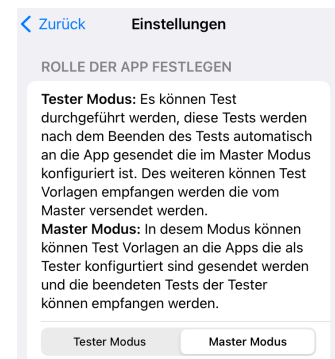 Zurück Einstellungen
ROLLE DER APP FESTLEGEN
Tester Modus: Es können Test
durchgeführt werden, diese Tests werden
nach dem Beenden des Tests automatisch
an die App gesendet die im Master Modus
konfiguriert ist. Des weiteren können Test
Vorlagen empfangen werden die vom
Master versendet werden.
Master Modus: In desem Modus können
können Test Vorlagen an die Apps die als
Tester konfigurtiert sind gesendet werden
und die beendeten Tests der Tester
können empfangen werden.
Tester Modus Master Modus